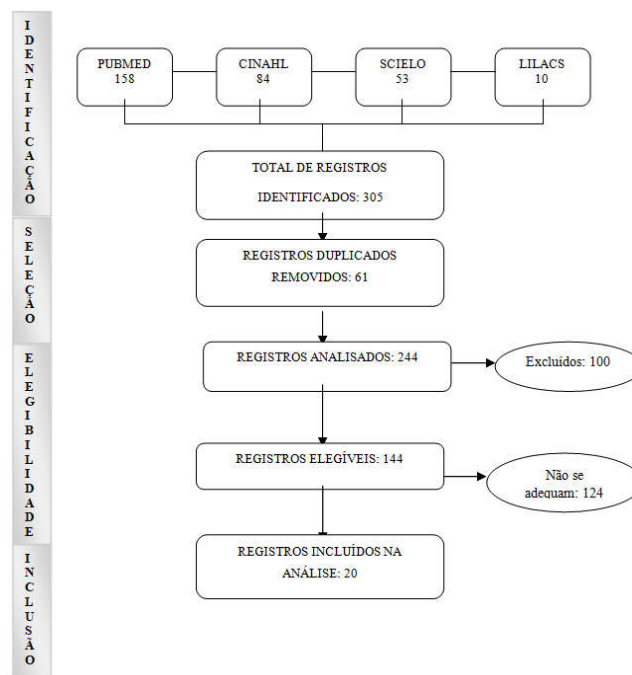 IDENTIFICAÇÃO
PUBMED
158
CINAHL
84
SCIELO
53
LILACS
10
TOTAL DE REGISTROS
IDENTIFICADOS: 305
SELEÇÃO
REGISTROS DUPLICADOS
REMOVIDOS: 61
ELEGIBILIDADE
REGISTROS ANALISADOS: 244
Excluídos: 100
REGISTROS ELEGÍVEIS: 144
Não se
adequam: 124
INCLUSÃO
REGISTROS INCLUÍDOS NA
ANÁLISE: 20